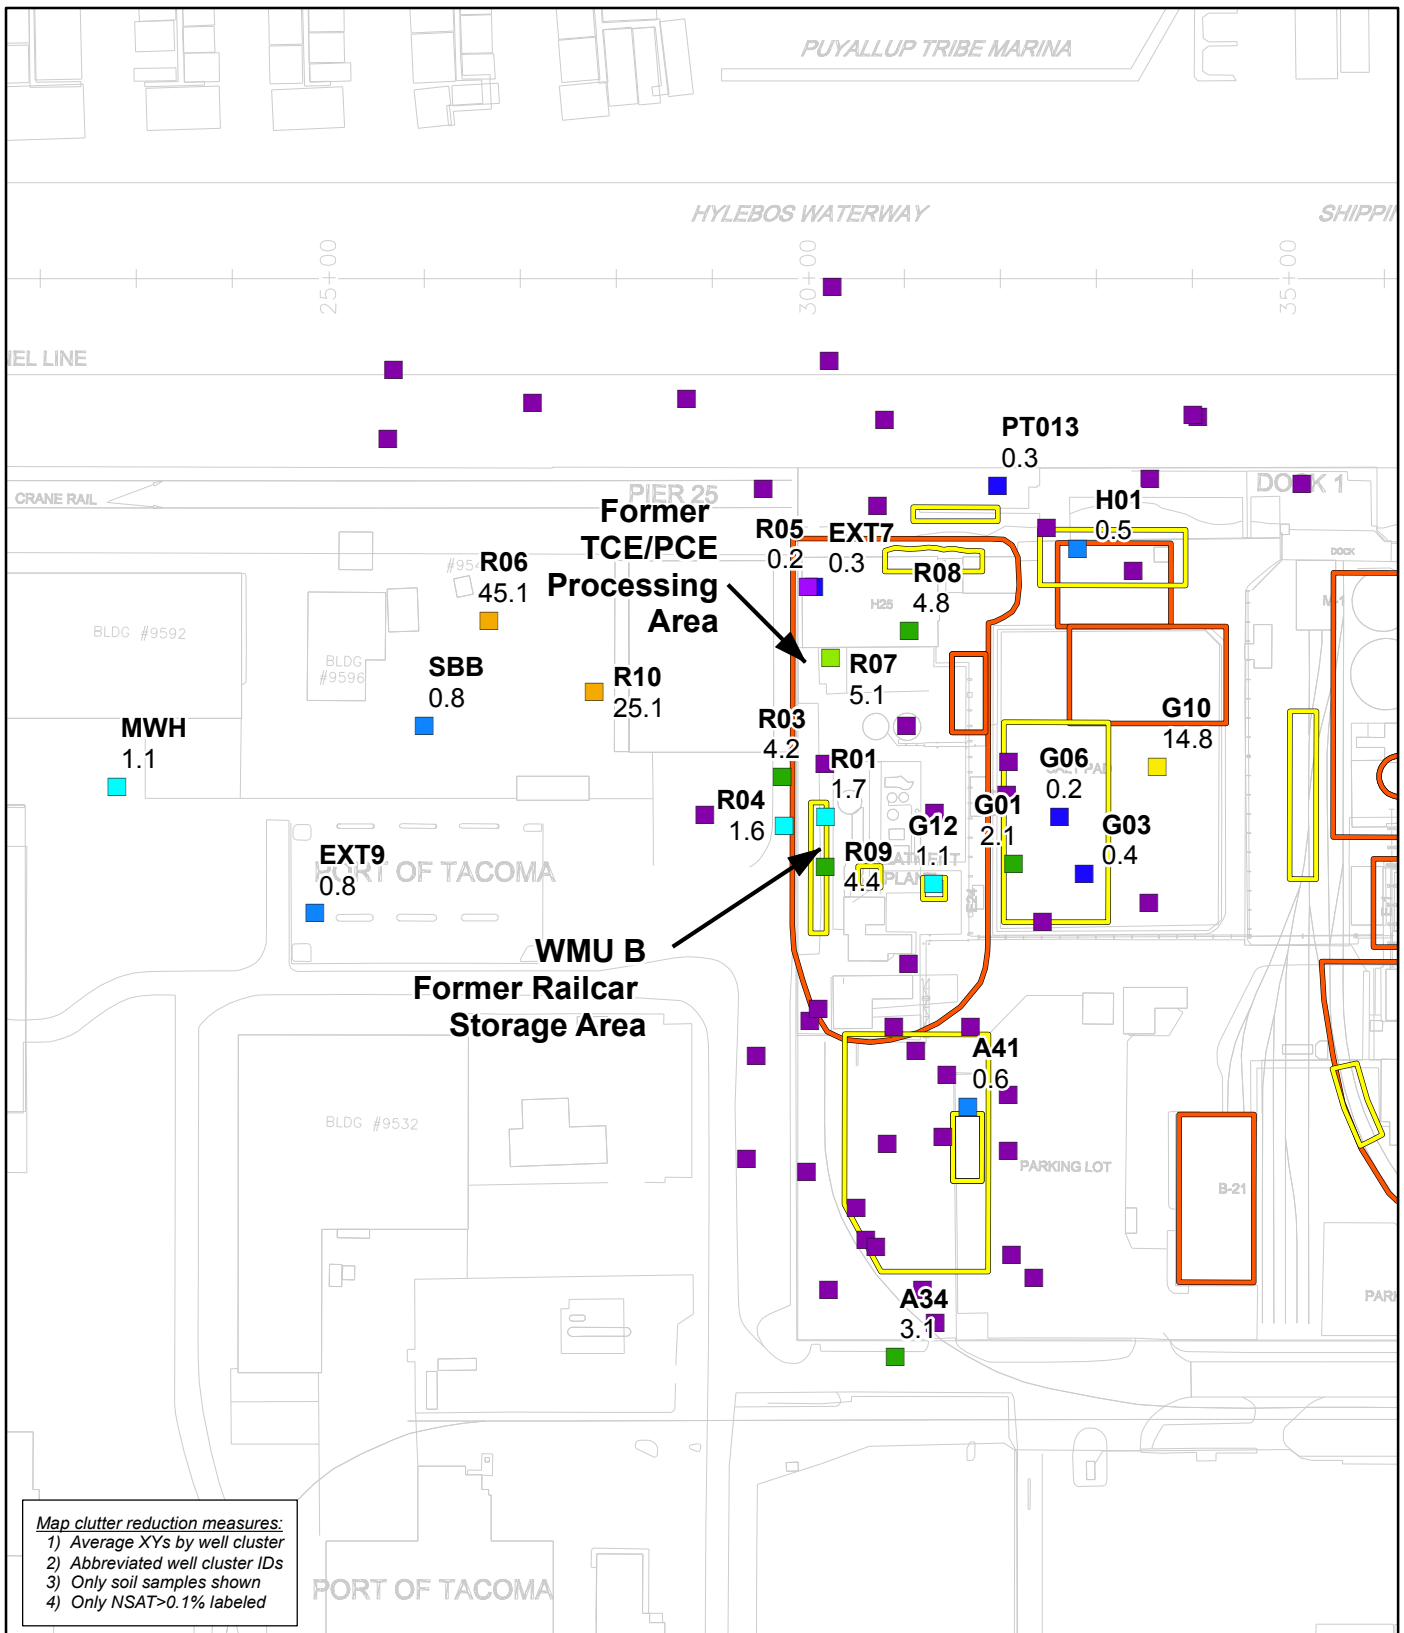 PUYALLUP TRIBE MARINA
HYLEBOS WATERWAY
SHIPPI
25+00
30+00
35+00
NEL LINE
PT013
0.3
CRANE RAIL
PIER 25
DOCK 1
H01
0.5
Former
TCE/PCE
Processing
Area
R05
0.2
EXT7
0.3
R08
4.8
DOCK
R06
45.1
H25
M-1
BLDG #9592
BLDG
#9596
SBB
0.8
R10
25.1
R07
5.1
R03
4.2
G10
14.8
MWH
1.1
R01
1.7
G06
0.2
SALT PAD
R04
1.6
G12
1.1
G01
2.1
G03
0.4
EXT9
0.8
R09
4.4
PLANT
PORT OF TACOMA
WMU B
Former Railcar
Storage Area
A41
0.6
BLDG #9532
PARKING LOT
B-21
A34
3.1
PARK
Map clutter reduction measures:
1) Average XYs by well cluster
2) Abbreviated well cluster IDs
3) Only soil samples shown
4) Only NSAT>0.1% labeled
PORT OF TACOMA